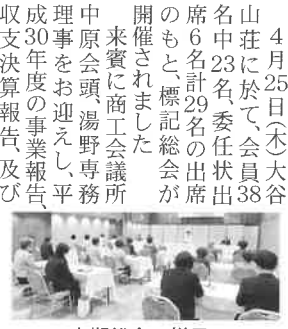 4月25日(木)大谷
山荘に於て、会員38
名中23名、委任状出
席6名計29名の出席
のもと、標記総会が
開催されました
来賓に商工会議所
中原会頭、湯野専務
理事をお迎えし、平
成30年度の事業報告、
収支決算報告、及び